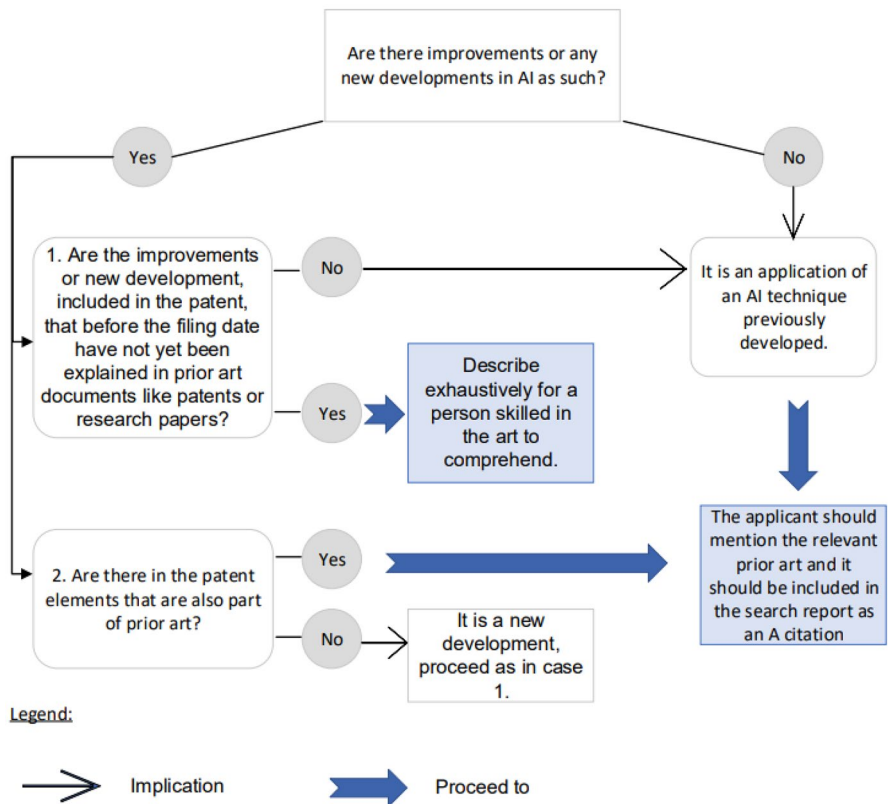 Are there improvements or any
new developments in AI as such?
Yes
No
1. Are the improvements
or new development,
included in the patent,
that before the filing date
have not yet been
explained in prior art
documents like patents or
research papers?
No
It is an application of
an AI technique
previously
developed.
Yes
Describe
exhaustively for a
person skilled in
the art to
comprehend.
2. Are there in the patent
elements that are also part
of prior art?
Yes
The applicant should
mention the relevant
prior art and it
should be included in
the search report as
an A citation
No
It is a new
development,
proceed as in case
1.
Legend:
Implication
Proceed to